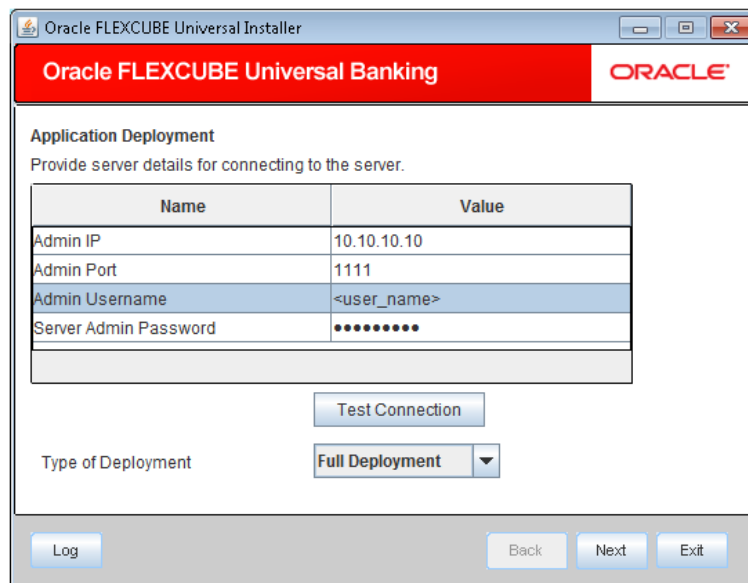 Oracle FLEXCUBE Universal Installer
Oracle FLEXCUBE Universal Banking
ORACLE
Application Deployment
Provide server details for connecting to the server.
Name Value
Admin IP 10.10.10.10
Admin Port 1111
Admin Username <user_name>
Server Admin Password •••••••••
Test Connection
Type of Deployment Full Deployment
Log Back Next Exit